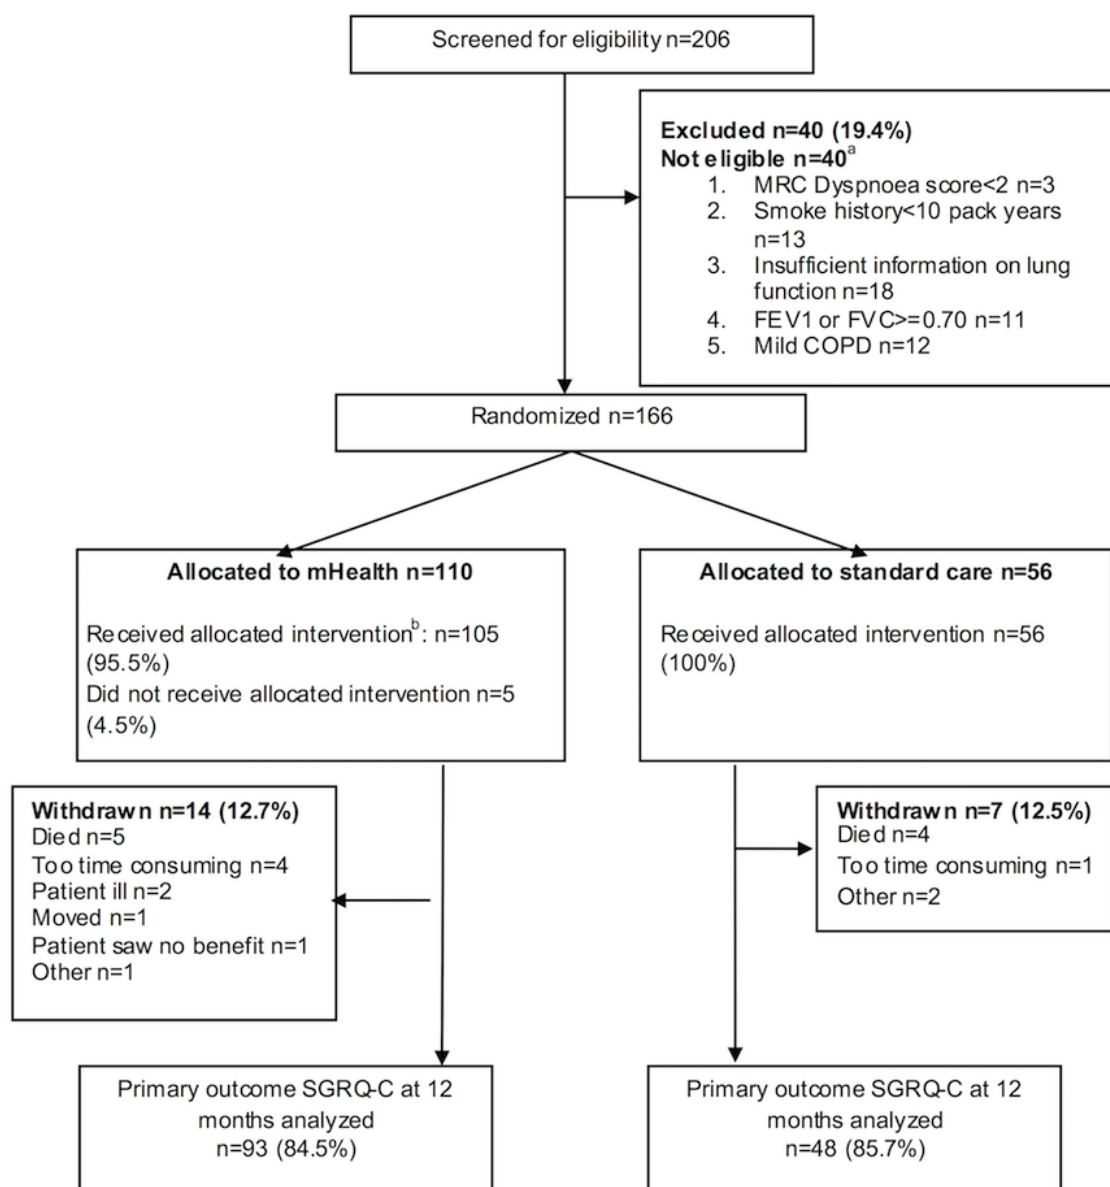 Screened for eligibility n=206
Excluded n=40 (19.4%)
Not eligible n=40a
1. MRC Dyspnoea score<2 n=3
2. Smoke history<10 pack years
n=13
3. Insufficient information on lung
function n=18
4. FEV1 or FVC>=0.70 n=11
5. Mild COPD n=12
Randomized n=166
Allocated to mHealth n=110
Received allocated interventionb: n=105
(95.5%)
Did not receive allocated intervention n=5
(4.5%)
Allocated to standard care n=56
Received allocated intervention n=56
(100%)
Withdrawn n=14 (12.7%)
Died n=5
Too time consuming n=4
Patient ill n=2
Moved n=1
Patient saw no benefit n=1
Other n=1
Withdrawn n=7 (12.5%)
Died n=4
Too time consuming n=1
Other n=2
Primary outcome SGRQ-C at 12
months analyzed
n=93 (84.5%)
Primary outcome SGRQ-C at 12
months analyzed
n=48 (85.7%)